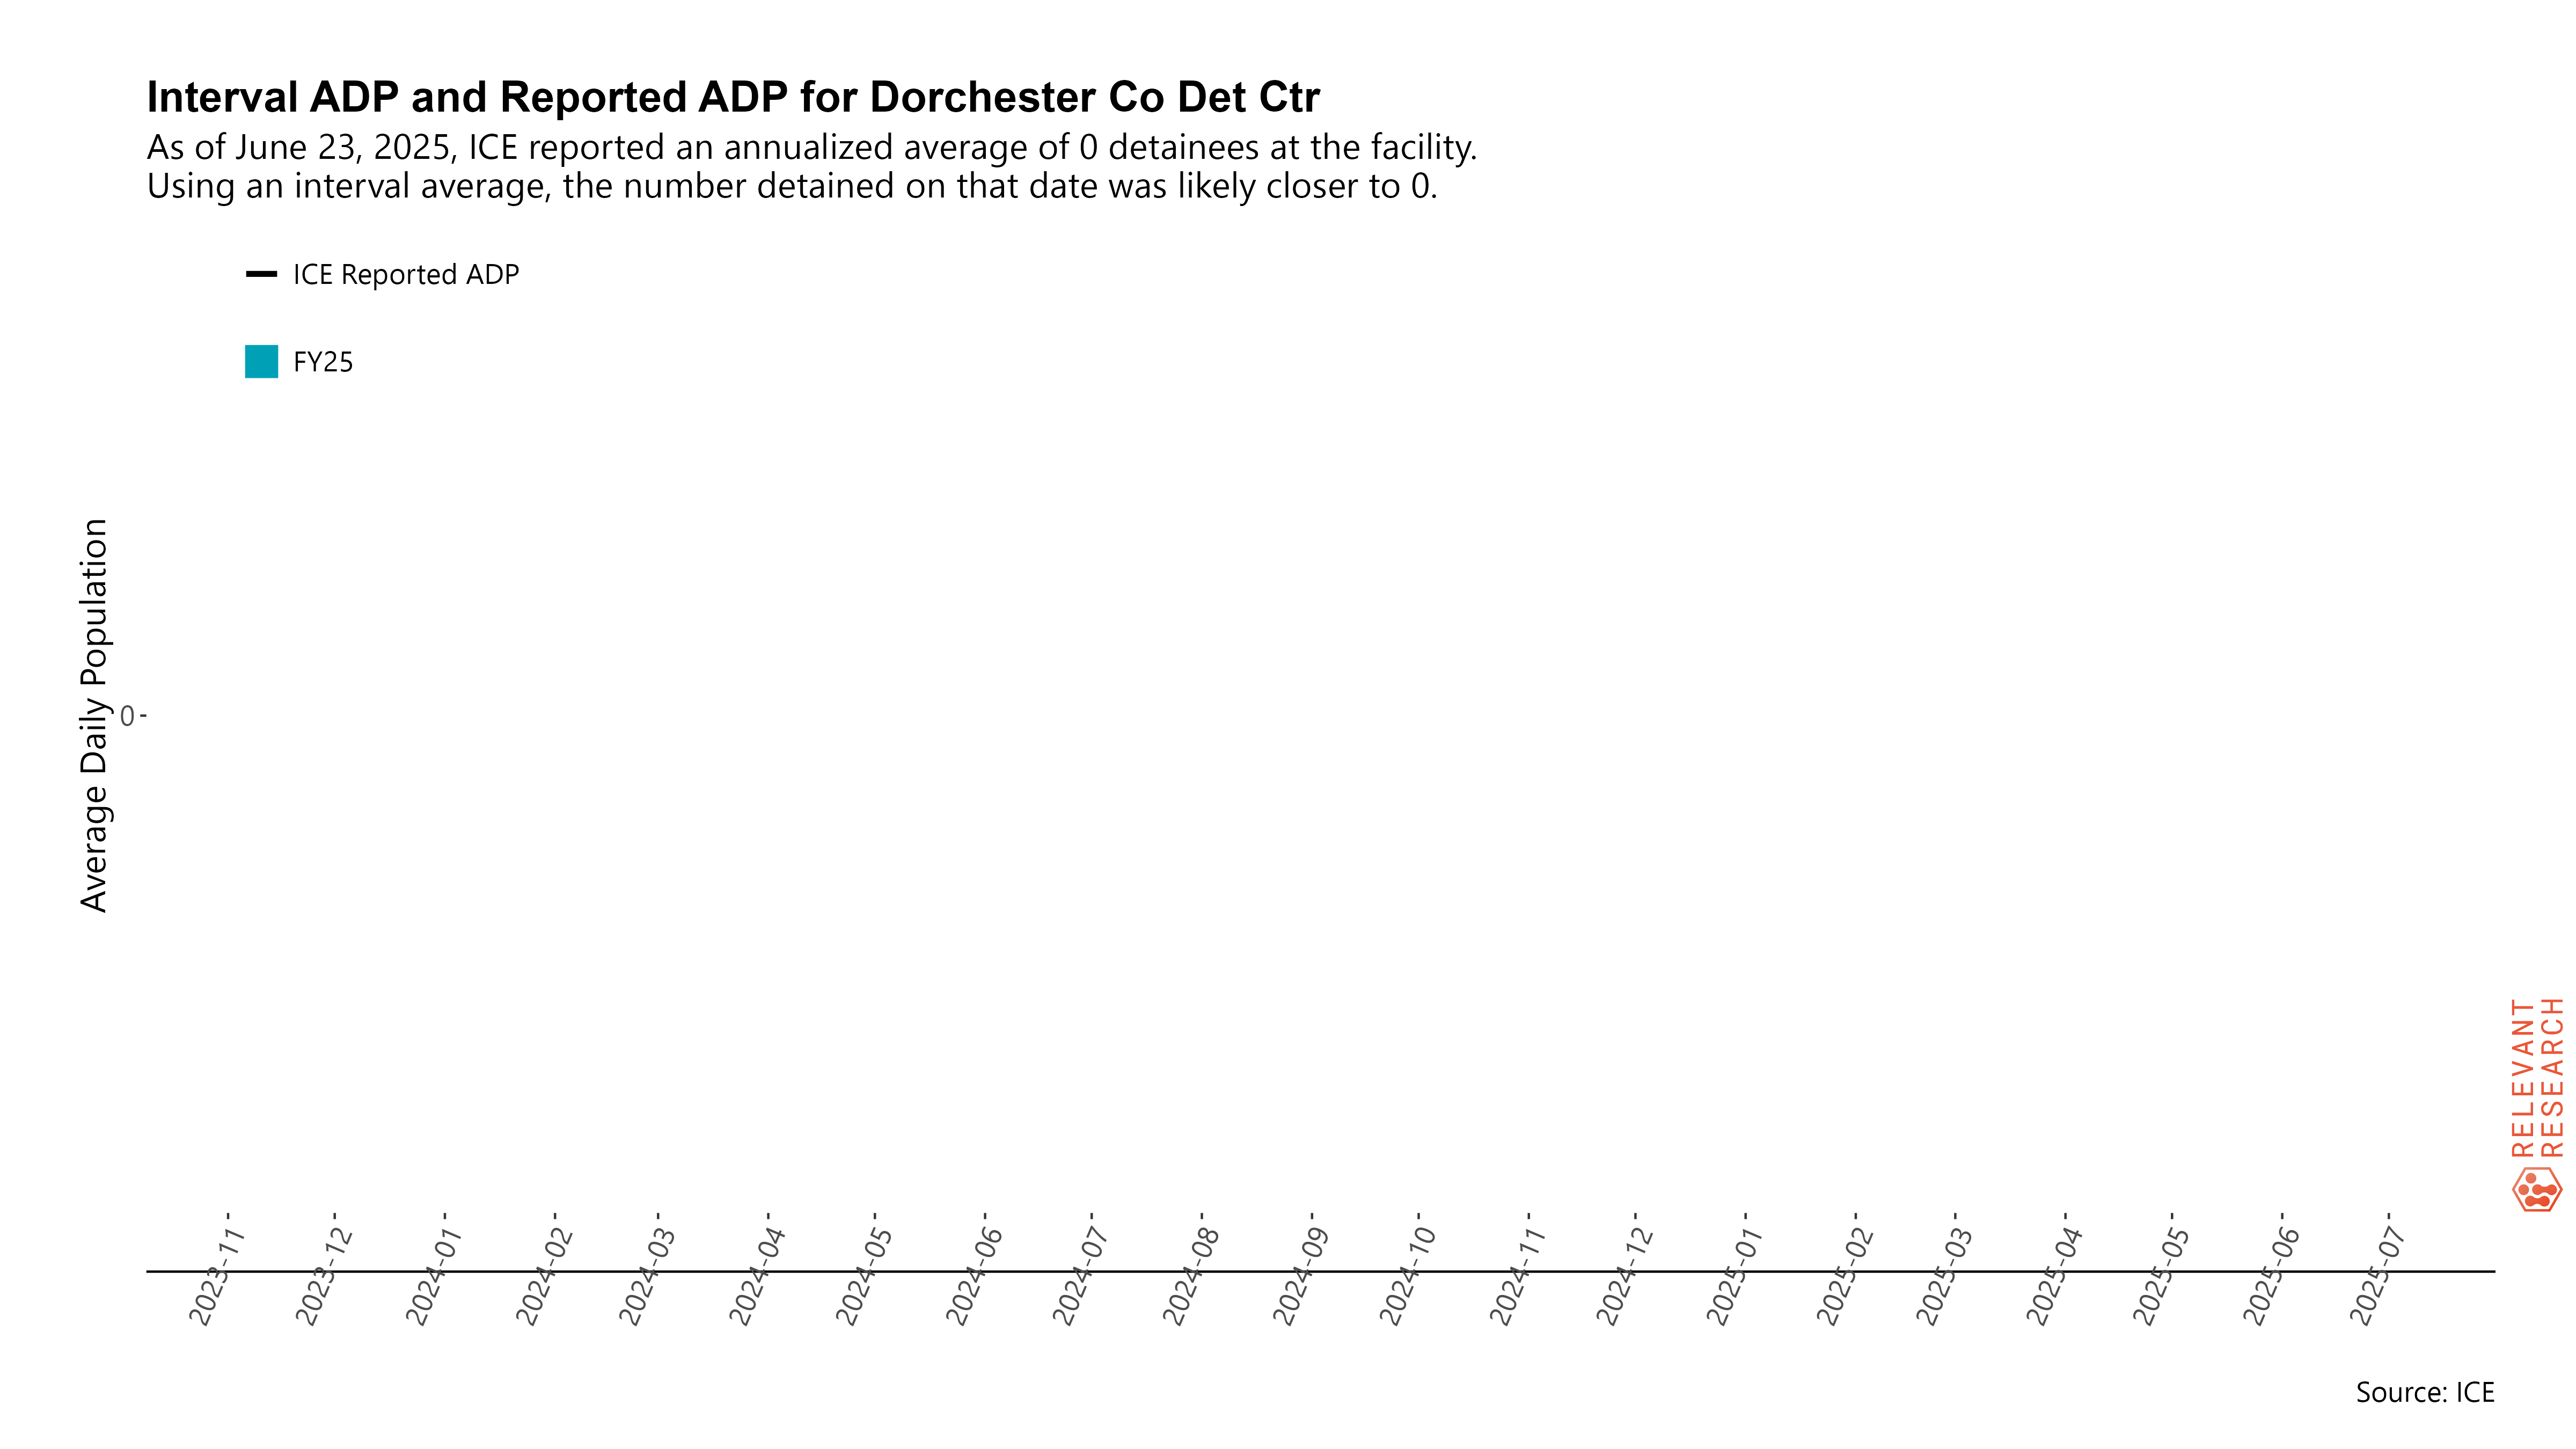 Interval ADP and Reported ADP for Dorchester Co Det Ctr
As of June 23, 2025, ICE reported an annualized average of 0 detainees at the facility.
Using an interval average, the number detained on that date was likely closer to 0.
ICE Reported ADP
FY25
Average Daily Population
0
2023-11
2023-12
2024-01
2024-02
2024-03
2024-04
2024-05
2024-06
2024-07
2024-08
2024-09
2024-10
2024-11
2024-12
2025-01
2025-02
2025-03
2025-04
2025-05
2025-06
2025-07
RELEVANT
RESEARCH
Source: ICE